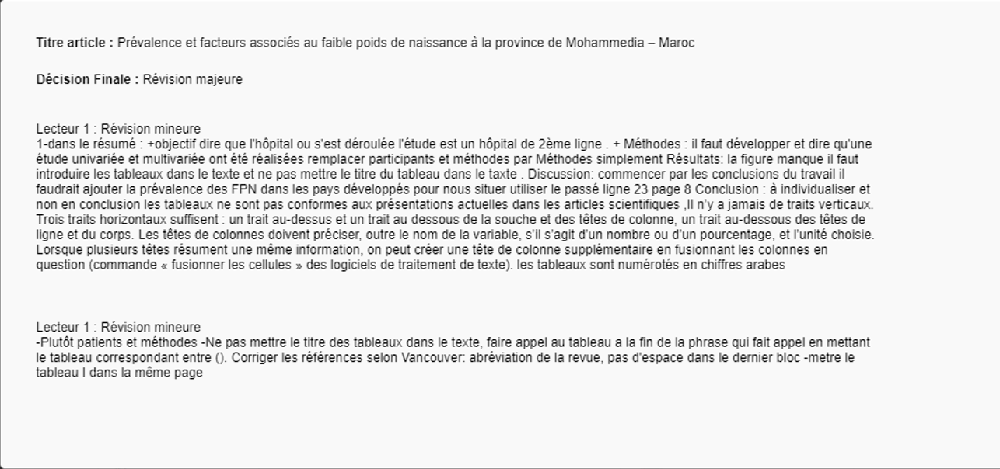 Titre article : Prévalence et facteurs associés au faible poids de naissance à la province de Mohammedia – Maroc
Décision Finale : Révision majeure
Lecteur 1 : Révision mineure
1-dans le résumé : +objectif dire que l'hôpital ou s'est déroulée l'étude est un hôpital de 2ème ligne . + Méthodes : il faut développer et dire qu'une
étude univariée et multivariée ont été réalisées remplacer participants et méthodes par Méthodes simplement Résultats: la figure manque il faut
introduire les tableaux dans le texte et ne pas mettre le titre du tableau dans le taxte . Discussion: commencer par les conclusions du travail il
faudrait ajouter la prévalence des FPN dans les pays développés pour nous situer utiliser le passé ligne 23 page 8 Conclusion : à individualiser et
non en conclusion les tableaux ne sont pas conformes aux présentations actuelles dans les articles scientifiques ,Il n’y a jamais de traits verticaux.
Trois traits horizontaux suffisent : un trait au-dessus et un trait au dessous de la souche et des têtes de colonne, un trait au-dessous des têtes de
ligne et du corps. Les têtes de colonnes doivent préciser, outre le nom de la variable, s’il s’agit d’un nombre ou d’un pourcentage, et l’unité choisie.
Lorsque plusieurs têtes résument une même information, on peut créer une tête de colonne supplémentaire en fusionnant les colonnes en
question (commande « fusionner les cellules » des logiciels de traitement de texte). les tableaux sont numérotés en chiffres arabes
Lecteur 1 : Révision mineure
-Plutôt patients et méthodes -Ne pas mettre le titre des tableaux dans le texte, faire appel au tableau a la fin de la phrase qui fait appel en mettant
le tableau correspondant entre (). Corriger les références selon Vancouver: abréviation de la revue, pas d'espace dans le dernier bloc -metre le
tableau I dans la même page